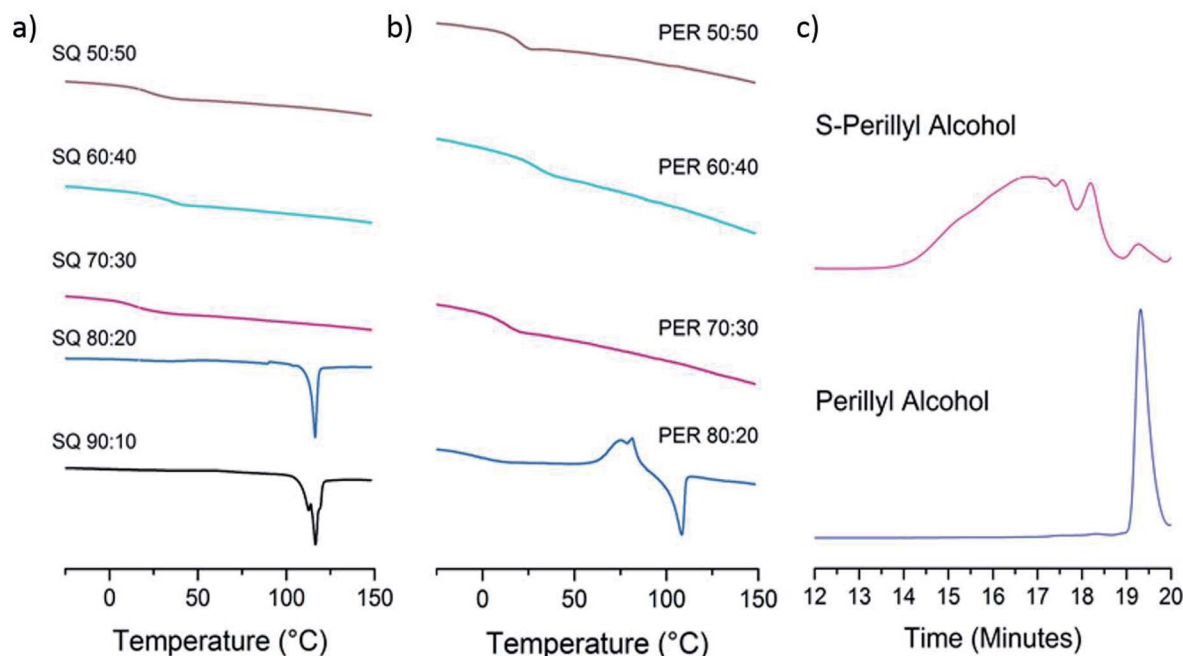 a)
SQ 50:50
SQ 60:40
SQ 70:30
SQ 80:20
SQ 90:10
0 50 100 150
Temperature (°C)
b)
PER 50:50
PER 60:40
PER 70:30
PER 80:20
0 50 100 150
Temperature (°C)
c)
S-Perillyl Alcohol
Perillyl Alcohol
12 13 14 15 16 17 18 19 20
Time (Minutes)